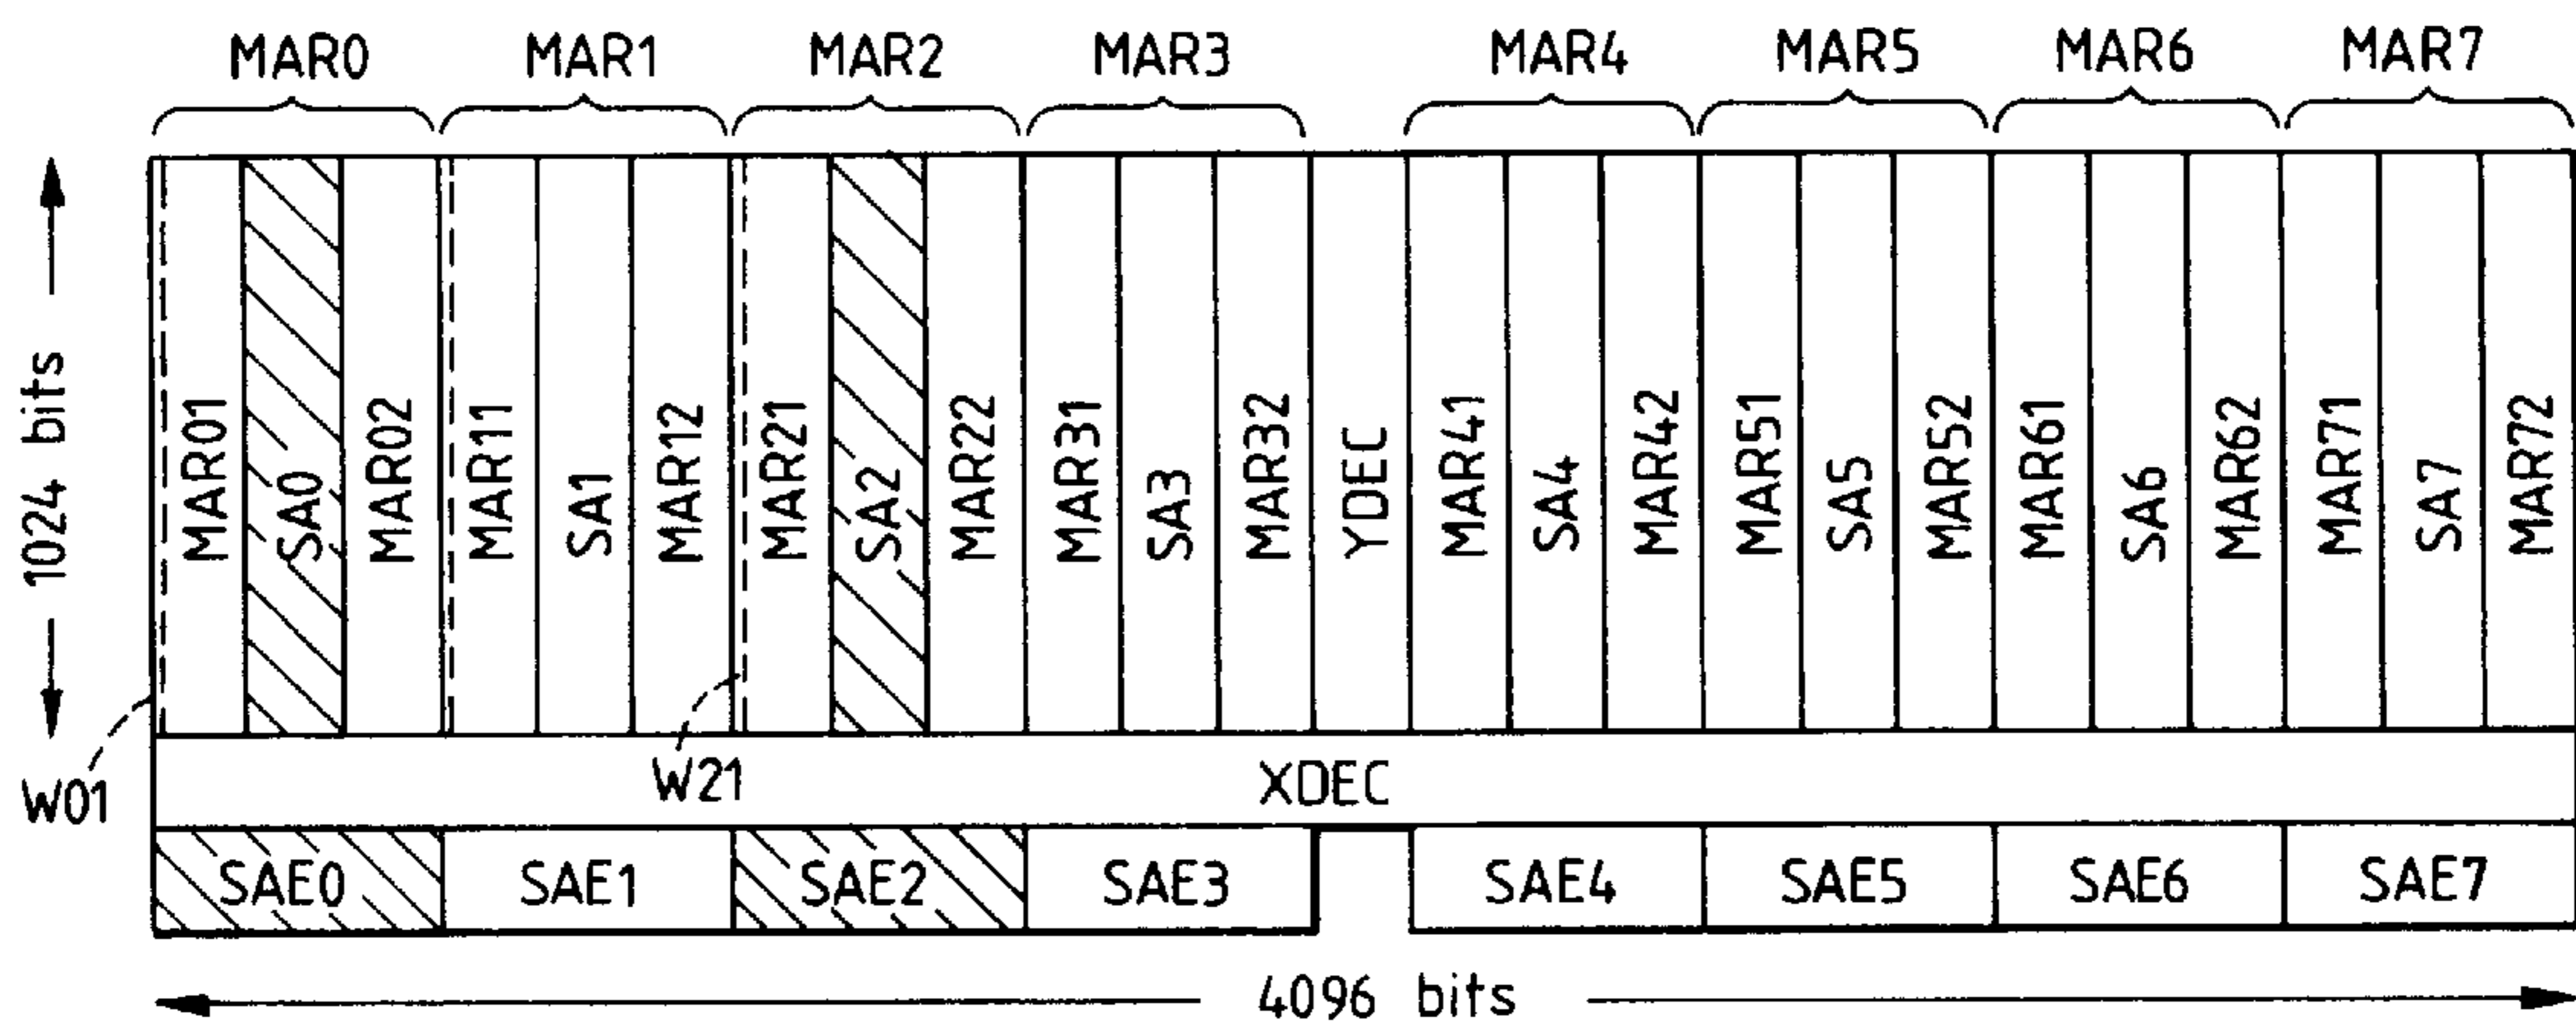 MAR0 MAR1 MAR2 MAR3 MAR4 MAR5 MAR6 MAR7
1024 bits
MAR01 SA0 MAR02 MAR11 SA1 MAR12 MAR21 SA2 MAR22 MAR31 SA3 MAR32 YDEC MAR41 SA4 MAR42 MAR51 SA5 MAR52 MAR61 SA6 MAR62 MAR71 SA7 MAR72
W01 W21 XDEC
SAE0 SAE1 SAE2 SAE3 SAE4 SAE5 SAE6 SAE7
4096 bits